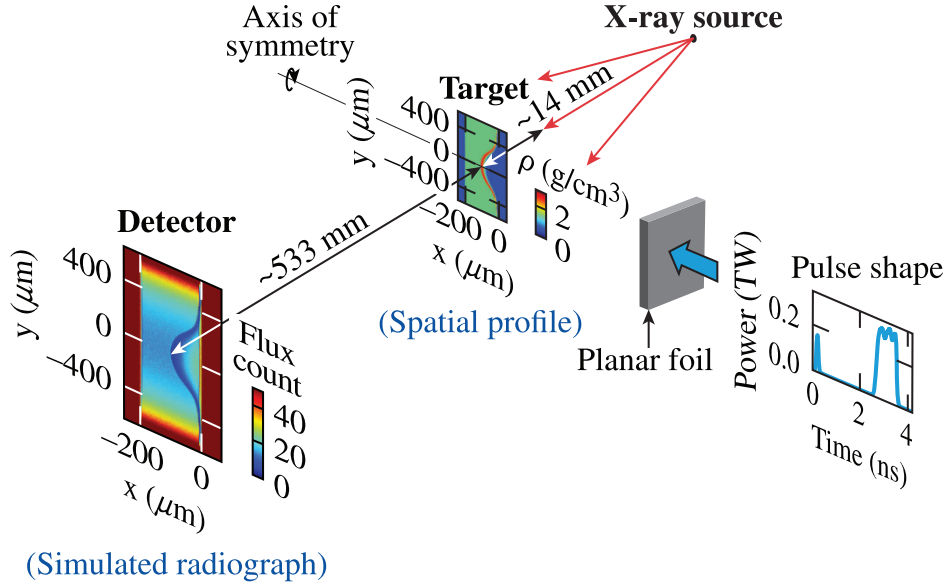 Axis of
symmetry
X-ray source
Target
~14 mm
y (μm)
400
0
−400
−200
0
x (μm)
ρ (g/cm³)
2
0
(Spatial profile)
~533 mm
Detector
y (μm)
400
0
−400
−200
0
x (μm)
Flux
count
40
20
0
(Simulated radiograph)
Planar foil
Pulse shape
Power (TW)
0.2
0.0
0
2
4
Time (ns)